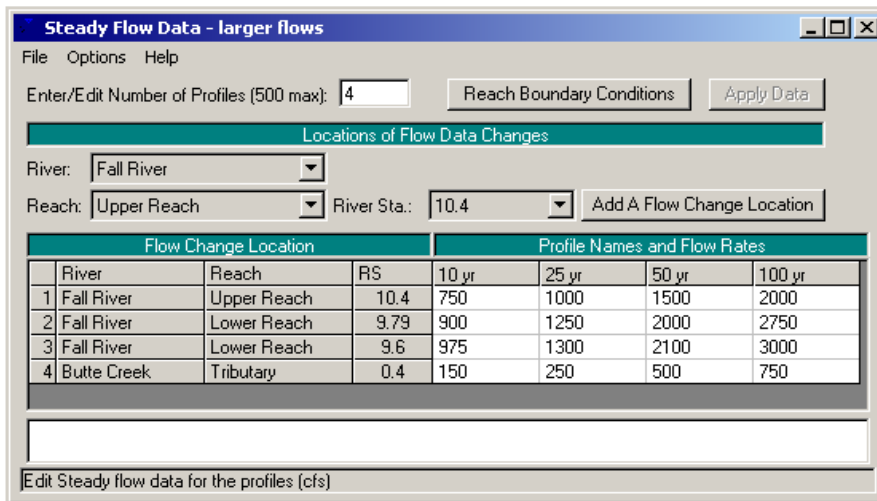 Steady Flow Data - larger flows
File Options Help
Enter/Edit Number of Profiles (500 max): 4 Reach Boundary Conditions Apply Data
Locations of Flow Data Changes
River: Fall River
Reach: Upper Reach River Sta.: 10.4 Add A Flow Change Location
Flow Change Location Profile Names and Flow Rates
River Reach RS 10 yr 25 yr 50 yr 100 yr
1 Fall River Upper Reach 10.4 750 1000 1500 2000
2 Fall River Lower Reach 9.79 900 1250 2000 2750
3 Fall River Lower Reach 9.6 975 1300 2100 3000
4 Butte Creek Tributary 0.4 150 250 500 750
Edit Steady flow data for the profiles (cfs)